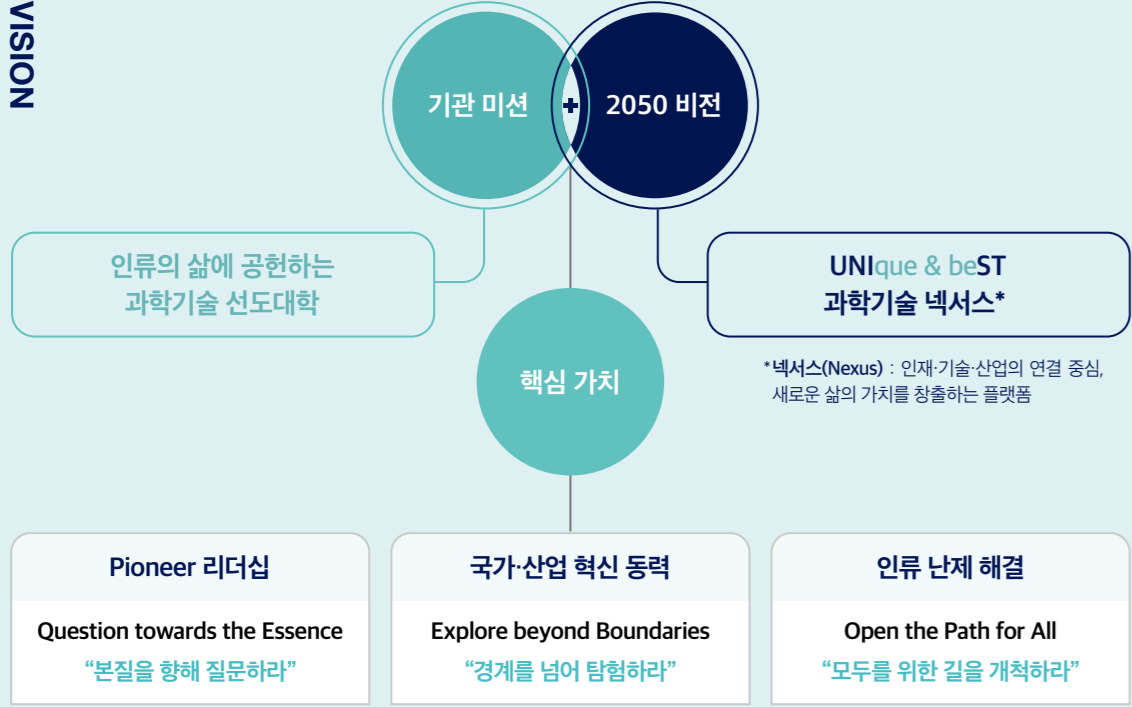 VISION
기관 미션
+
2050 비전
인류의 삶에 공헌하는
과학기술 선도대학
UNIque & beST
과학기술 넥서스*
*넥서스(Nexus) : 인재·기술·산업의 연결 중심,
새로운 삶의 가치를 창출하는 플랫폼
핵심 가치
Pioneer 리더십
Question towards the Essence
“본질을 향해 질문하라”
국가·산업 혁신 동력
Explore beyond Boundaries
“경계를 넘어 탐험하라”
인류 난제 해결
Open the Path for All
“모두를 위한 길을 개척하라”